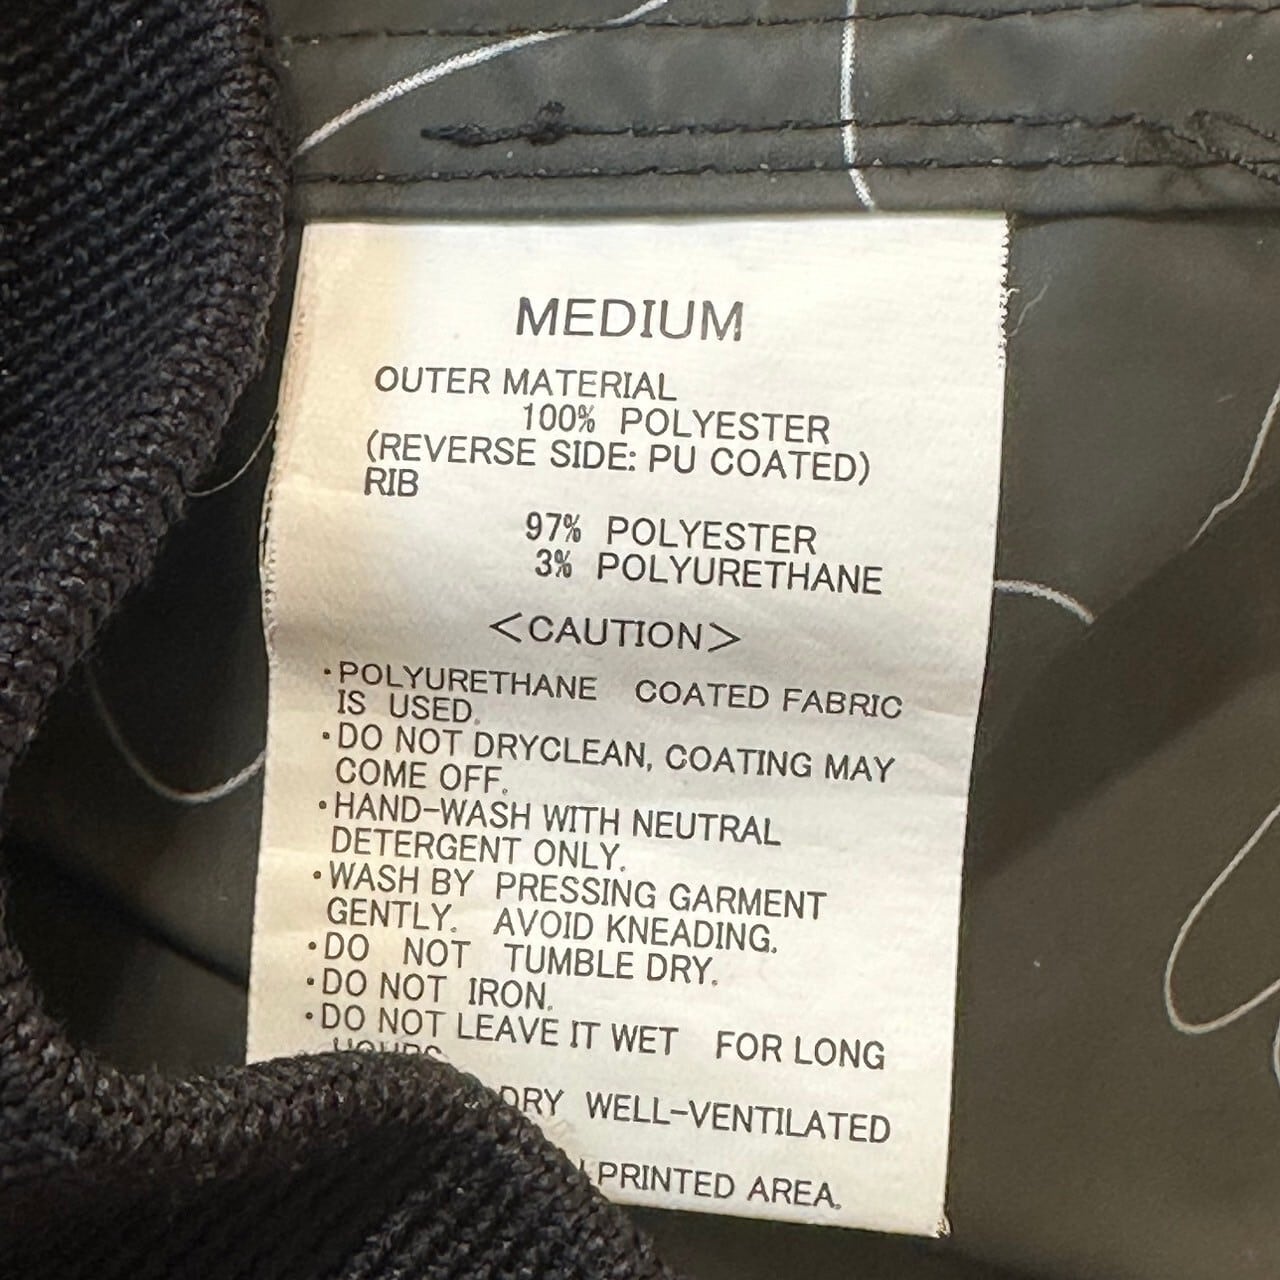 MEDIUM
OUTER MATERIAL
100% POLYESTER
(REVERSE SIDE: PU COATED)
RIB
97% POLYESTER
3% POLYURETHANE
<CAUTION>
・POLYURETHANE COATED FABRIC
IS USED.
・DO NOT DRYCLEAN, COATING MAY
COME OFF.
・HAND-WASH WITH NEUTRAL
DETERGENT ONLY.
・WASH BY PRESSING GARMENT
GENTLY. AVOID KNEADING.
・DO NOT TUMBLE DRY.
・DO NOT IRON.
・DO NOT LEAVE IT WET FOR LONG
HOURS
DRY WELL-VENTILATED
PRINTED AREA.